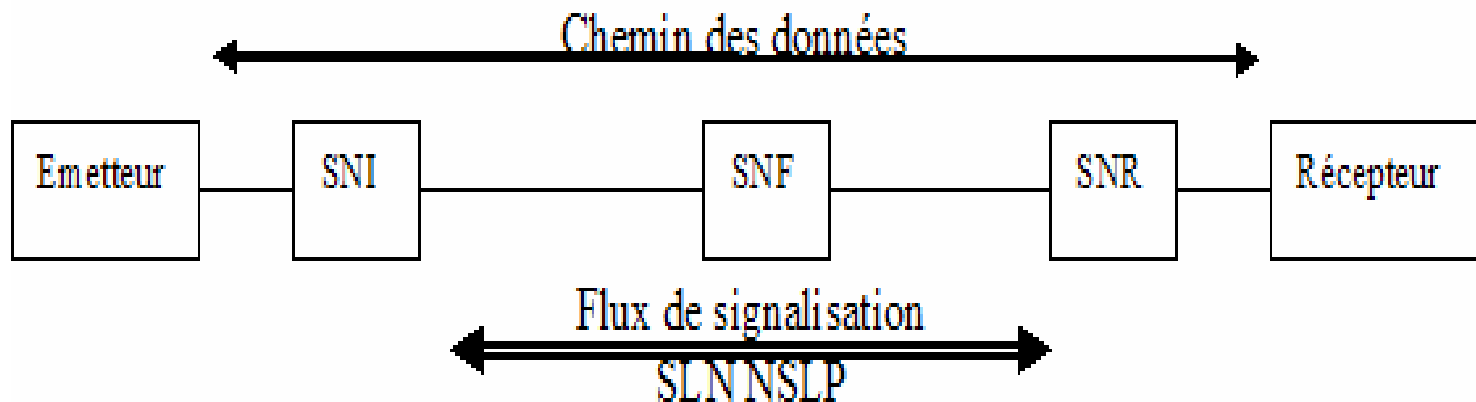 Chemin des données
Emetteur
SNI
SNF
SNR
Récepteur
Flux de signalisation
SLN NSLP